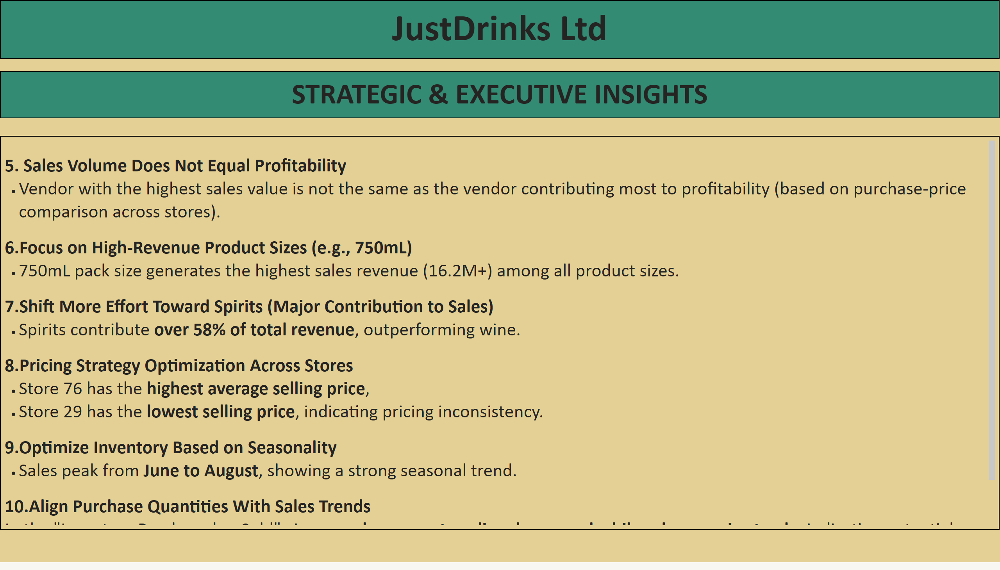 JustDrinks Ltd
STRATEGIC & EXECUTIVE INSIGHTS
5. Sales Volume Does Not Equal Profitability
• Vendor with the highest sales value is not the same as the vendor contributing most to profitability (based on purchase-price
comparison across stores).
6.Focus on High-Revenue Product Sizes (e.g., 750mL)
• 750mL pack size generates the highest sales revenue (16.2M+) among all product sizes.
7.Shift More Effort Toward Spirits (Major Contribution to Sales)
• Spirits contribute over 58% of total revenue, outperforming wine.
8.Pricing Strategy Optimization Across Stores
• Store 76 has the highest average selling price,
• Store 29 has the lowest selling price, indicating pricing inconsistency.
9.Optimize Inventory Based on Seasonality
• Sales peak from June to August, showing a strong seasonal trend.
10.Align Purchase Quantities With Sales Trends